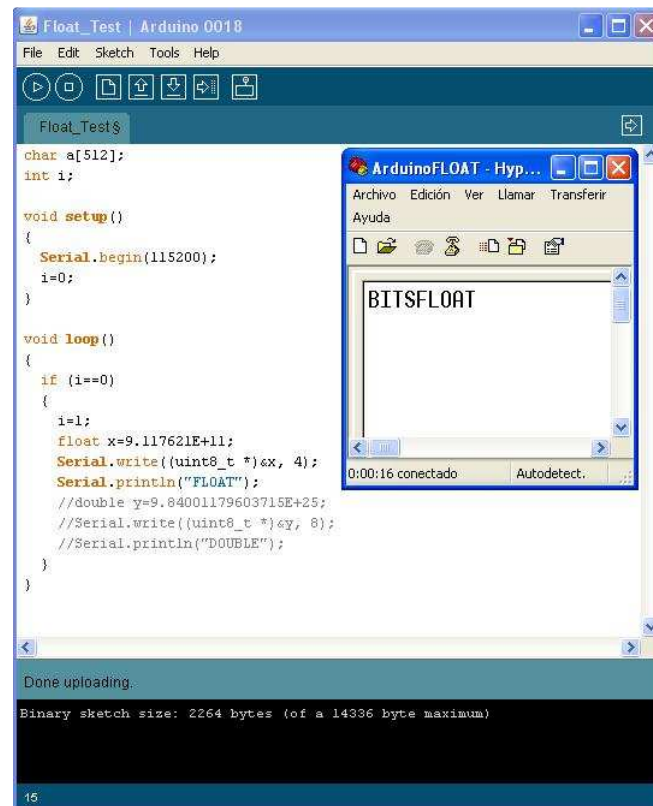 Float_Test | Arduino 0018
File Edit Sketch Tools Help
Float_Test§
char a[512];
int i;
void setup()
{
Serial.begin(115200);
i=0;
}
void loop()
{
if (i==0)
{
i=1;
float x=9.117621E+11;
Serial.write((uint8_t *)&x, 4);
Serial.println("FLOAT");
//double y=9.84001179603715E+25;
//Serial.write((uint8_t *)&y, 8);
//Serial.println("DOUBLE");
}
}
ArduinoFLOAT - Hyp...
Archivo Edición Ver Llamar Transferir
Ayuda
BITSFLOAT
0:00:16 conectado Autodetect.
Done uploading.
Binary sketch size: 2264 bytes (of a 14336 byte maximum)
15